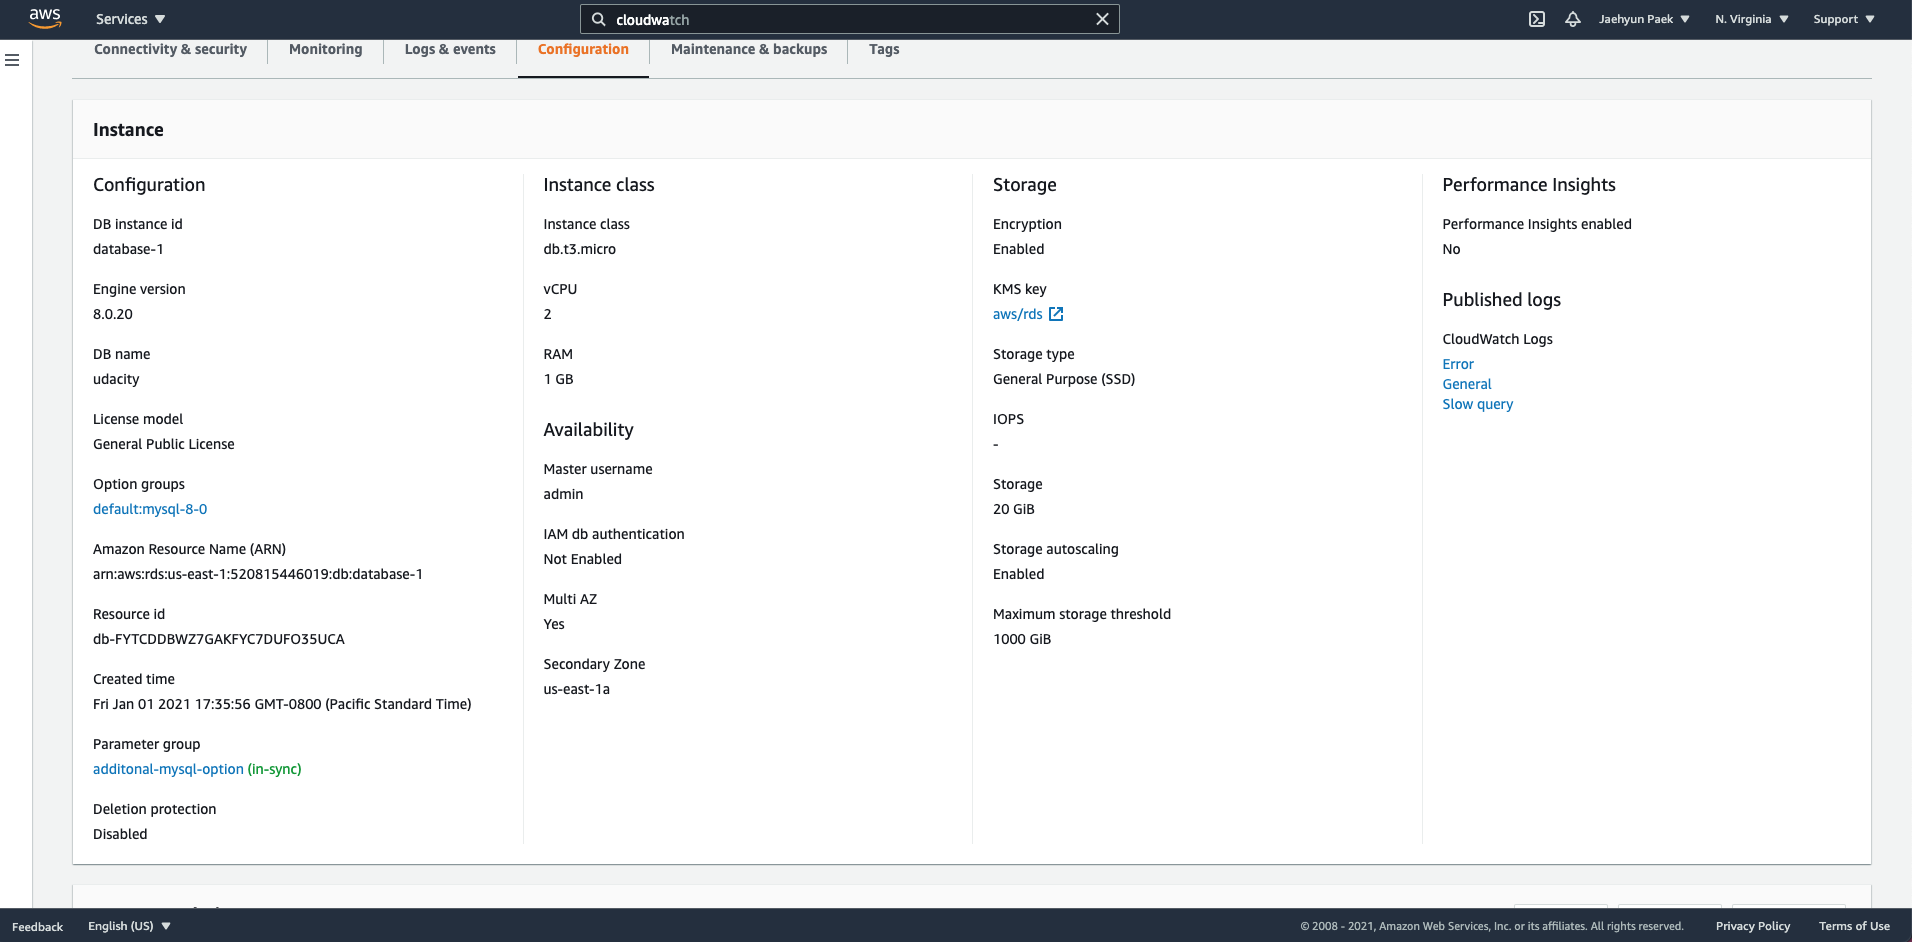 aws
Services
cloudwatch
Jaehyun Paek
N. Virginia
Support
Connectivity & security
Monitoring
Logs & events
Configuration
Maintenance & backups
Tags
Instance
Configuration
DB instance id
database-1
Engine version
8.0.20
DB name
udacity
License model
General Public License
Option groups
default:mysql-8-0
Amazon Resource Name (ARN)
arn:aws:rds:us-east-1:520815446019:db:database-1
Resource id
db-FYTCDDBWZ7GAKFYC7DUFO35UCA
Created time
Fri Jan 01 2021 17:35:56 GMT-0800 (Pacific Standard Time)
Parameter group
additonal-mysql-option (in-sync)
Deletion protection
Disabled
Instance class
Instance class
db.t3.micro
vCPU
2
RAM
1 GB
Availability
Master username
admin
IAM db authentication
Not Enabled
Multi AZ
Yes
Secondary Zone
us-east-1a
Storage
Encryption
Enabled
KMS key
aws/rds
Storage type
General Purpose (SSD)
IOPS
-
Storage
20 GiB
Storage autoscaling
Enabled
Maximum storage threshold
1000 GiB
Performance Insights
Performance Insights enabled
No
Published logs
CloudWatch Logs
Error
General
Slow query
Feedback
English (US)
© 2008 - 2021, Amazon Web Services, Inc. or its affiliates. All rights reserved.
Privacy Policy
Terms of Use